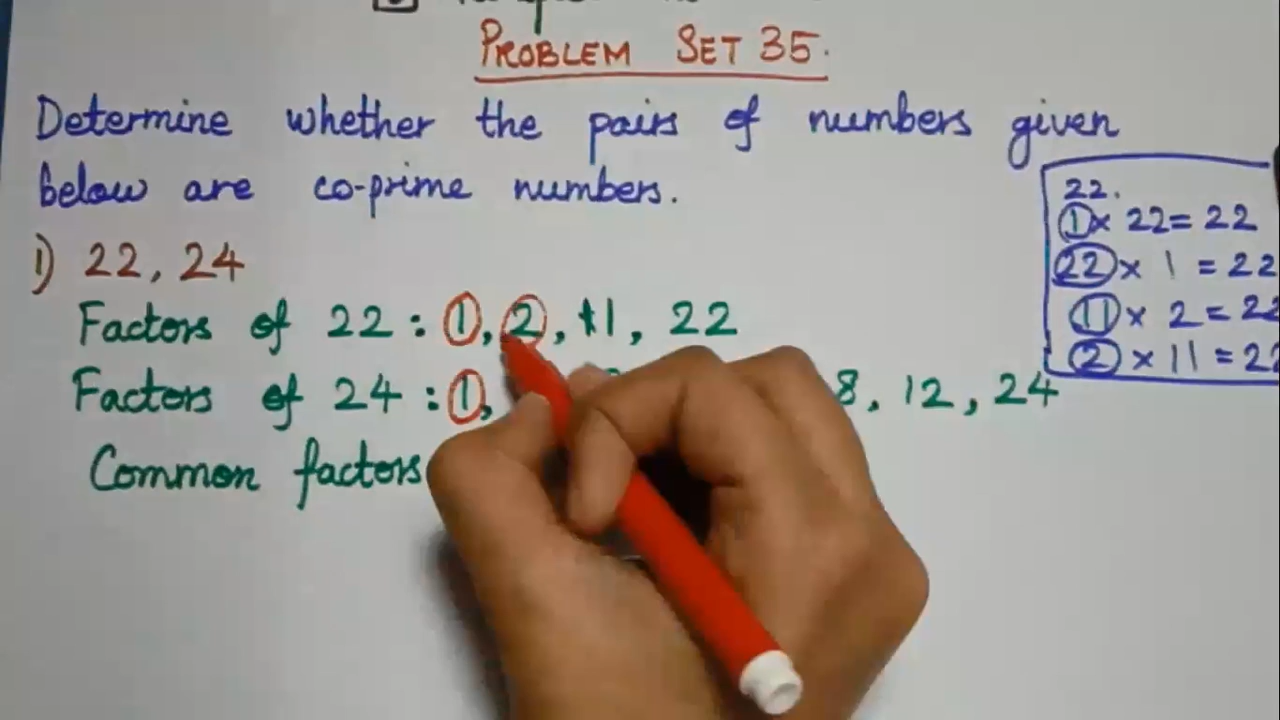 PROBLEM SET 35.
Determine whether the pairs of numbers given
below are co-prime numbers.
1) 22, 24
Factors of 22 : 1, 2, 11, 22
Factors of 24 : 1, 8, 12, 24
Common factors
22.
1 x 22 = 22
22 x 1 = 22
11 x 2 = 22
2 x 11 = 22